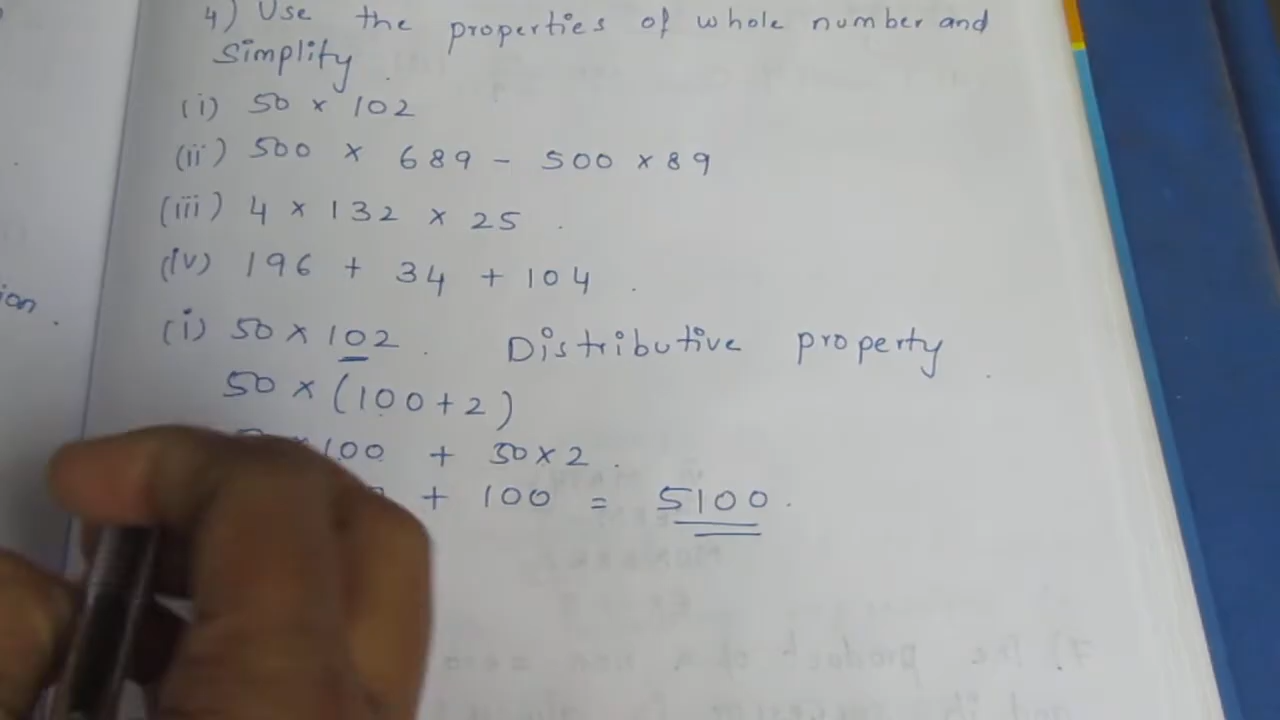 4) Use the properties of whole number and
Simplify.
(i) 50 × 102
(ii) 500 × 689 - 500 × 89
(iii) 4 × 132 × 25.
(iv) 196 + 34 + 104.
(i) 50 × 102. Distributive property.
50 × (100+2)
100 + 50×2.
+ 100 = 5100.